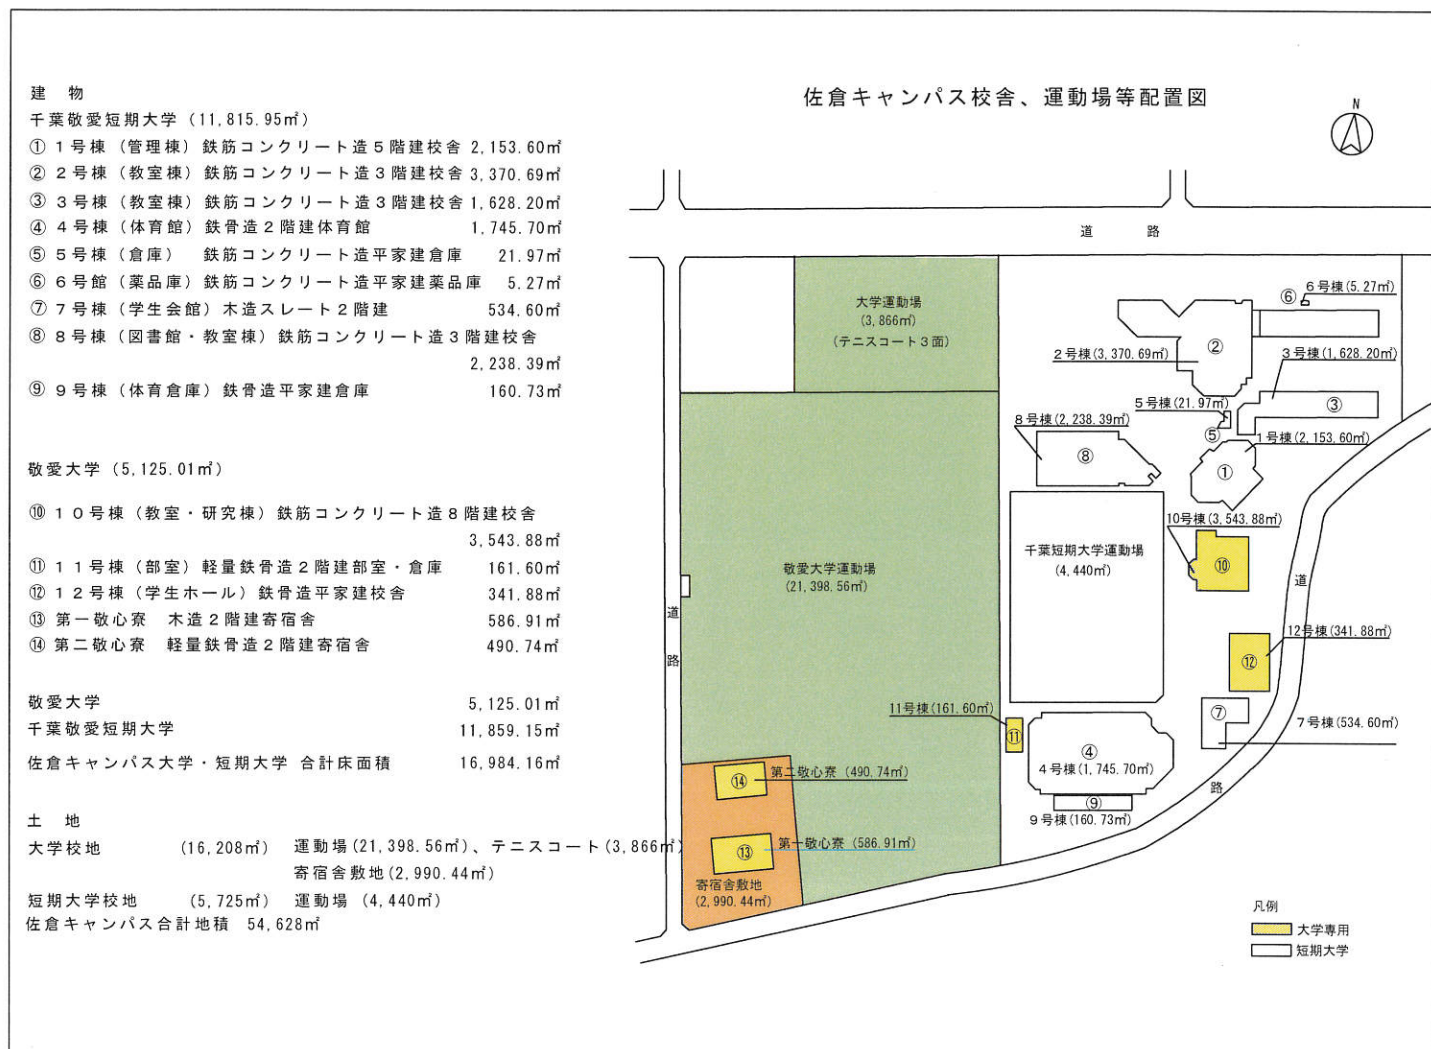 建　物
千葉敬愛短期大学（11,815.95㎡）
① １号棟（管理棟）鉄筋コンクリート造５階建校舎 2,153.60㎡
② ２号棟（教室棟）鉄筋コンクリート造３階建校舎 3,370.69㎡
③ ３号棟（教室棟）鉄筋コンクリート造３階建校舎 1,628.20㎡
④ ４号棟（体育館）鉄骨造２階建体育館 1,745.70㎡
⑤ ５号棟（倉庫）　鉄筋コンクリート造平家建倉庫 21.97㎡
⑥ ６号館（薬品庫）鉄筋コンクリート造平家建薬品庫 5.27㎡
⑦ ７号棟（学生会館）木造スレート２階建 534.60㎡
⑧ ８号棟（図書館・教室棟）鉄筋コンクリート造３階建校舎
2,238.39㎡
⑨ ９号棟（体育倉庫）鉄骨造平家建倉庫 160.73㎡
敬愛大学（5,125.01㎡）
⑩ １０号棟（教室・研究棟）鉄筋コンクリート造８階建校舎
3,543.88㎡
⑪ １１号棟（部室）軽量鉄骨造２階建部室・倉庫 161.60㎡
⑫ １２号棟（学生ホール）鉄骨造平家建校舎 341.88㎡
⑬ 第一敬心寮　木造２階建寄宿舎 586.91㎡
⑭ 第二敬心寮　軽量鉄骨造２階建寄宿舎 490.74㎡
敬愛大学 5,125.01㎡
千葉敬愛短期大学 11,859.15㎡
佐倉キャンパス大学・短期大学 合計床面積 16,984.16㎡
土　地
大学校地 (16,208㎡) 運動場(21,398.56㎡)、テニスコート(3,866㎡)
寄宿舎敷地(2,990.44㎡)
短期大学校地 (5,725㎡) 運動場 (4,440㎡)
佐倉キャンパス合計地積 54,628㎡
佐倉キャンパス校舎、運動場等配置図
N
道　路
大学運動場
(3,866㎡)
(テニスコート３面)
⑥
６号棟(5.27㎡)
②
２号棟(3,370.69㎡)
３号棟(1,628.20㎡)
③
５号棟(21.97㎡)
⑤
８号棟(2,238.39㎡)
⑧
１号棟(2,153.60㎡)
①
10号棟(3,543.88㎡)
⑩
千葉短期大学運動場
(4,440㎡)
敬愛大学運動場
(21,398.56㎡)
道
路
道
路
12号棟(341.88㎡)
⑫
11号棟(161.60㎡)
⑪
⑦
７号棟(534.60㎡)
④
４号棟(1,745.70㎡)
⑨
９号棟(160.73㎡)
⑭
第二敬心寮 (490.74㎡)
⑬
第一敬心寮 (586.91㎡)
寄宿舎敷地
(2,990.44㎡)
凡例
大学専用
短期大学